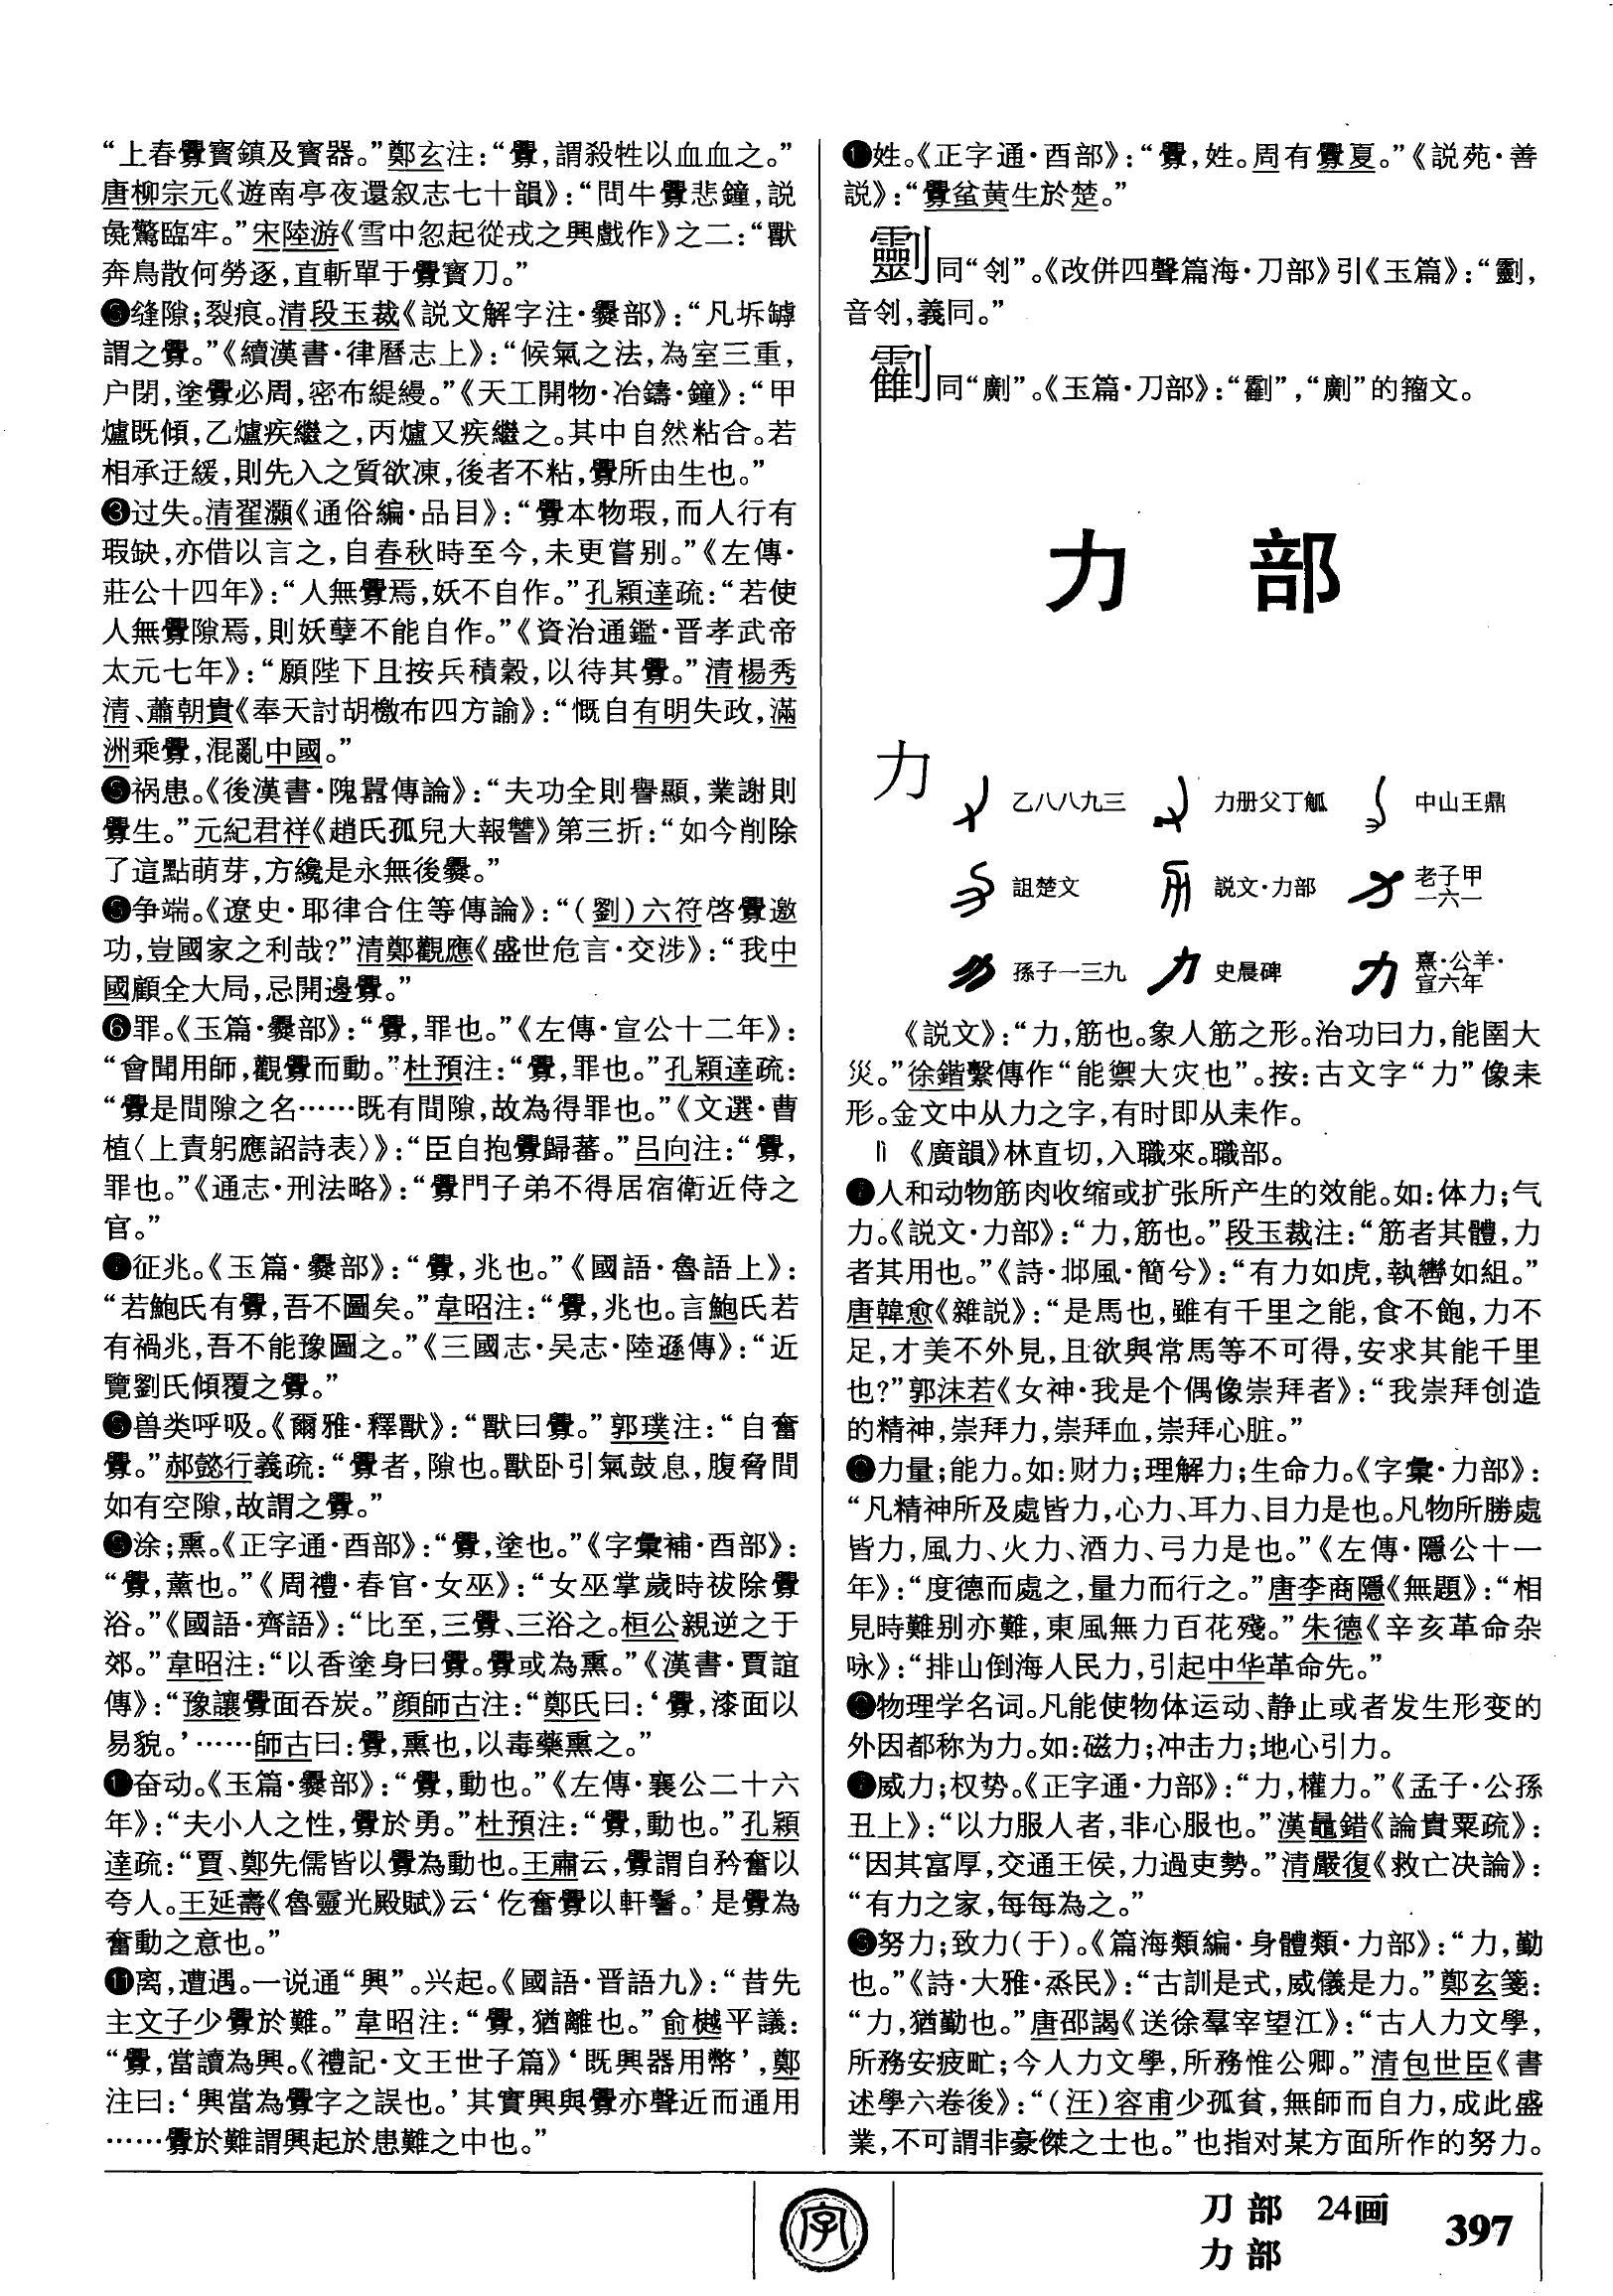 “上春釁寳鎮及寳器。”鄭玄注：“釁，謂殺牲以血血之。”
唐柳宗元《遊南亭夜還叙志七十韻》：“問牛釁悲鐘，説
彘驚臨牢。”宋陸游《雪中忽起從戎之興戲作》之二：“獸
奔鳥散何勞逐，直斬單于釁寳刀。”
缝隙；裂痕。清段玉裁《説文解字注·爨部》：“凡坼罅
謂之釁。”《續漢書·律曆志上》：“候氣之法，為室三重，
户閉，塗釁必周，密布緹縵。”《天工開物·冶鑄·鐘》：“甲
爐既傾，乙爐疾繼之，丙爐又疾繼之。其中自然粘合。若
相承迂緩，則先入之質欲凍，後者不粘，釁所由生也。”
❸过失。清翟灝《通俗編·品目》：“釁本物瑕，而人行有
瑕缺，亦借以言之，自春秋時至今，未更嘗别。”《左傳·
莊公十四年》：“人無釁焉，妖不自作。”孔穎達疏：“若使
人無釁隙焉，則妖孽不能自作。”《資治通鑑·晋孝武帝
太元七年》：“願陛下且按兵積穀，以待其釁。”清楊秀
清、蕭朝貴《奉天討胡檄布四方諭》：“慨自有明失政，滿
洲乘釁，混亂中國。”
祸患。《後漢書·隗囂傳論》：“夫功全則譽顯，業謝則
釁生。”元紀君祥《趙氏孤兒大報讐》第三折：“如今削除
了這點萌芽，方纔是永無後爨。”
❺争端。《遼史·耶律合住等傳論》：“（劉）六符啓釁邀
功，豈國家之利哉?”清鄭觀應《盛世危言·交涉》：“我中
國顧全大局，忌開邊釁。”
❻罪。《玉篇·爨部》：“釁，罪也。”《左傳·宣公十二年》：
“會聞用師，觀釁而動。”杜預注：“釁，罪也。”孔穎達疏：
“釁是間隙之名……既有間隙，故為得罪也。”《文選·曹
植〈上責躬應詔詩表〉》：“臣自抱釁歸蕃。”吕向注：“釁，
罪也。”《通志·刑法略》：“釁門子弟不得居宿衛近侍之
官。”
征兆。《玉篇·爨部》：“釁，兆也。”《國語·魯語上》：
“若鮑氏有釁，吾不圖矣。”韋昭注：“釁，兆也。言鮑氏若
有禍兆，吾不能豫圖之。”《三國志·吴志·陸遜傳》：“近
覽劉氏傾覆之釁。”
兽类呼吸。《爾雅·釋獸》：“獸曰釁。”郭璞注：“自奮
釁。”郝懿行義疏：“釁者，隙也。獸卧引氣鼓息，腹脅間
如有空隙，故謂之釁。”
涂；熏。《正字通·酉部》：“釁，塗也。”《字彙補·酉部》：
“釁，薰也。”《周禮·春官·女巫》：“女巫掌歲時祓除釁
浴。”《國語·齊語》：“比至，三釁、三浴之。桓公親逆之于
郊。”韋昭注：“以香塗身曰釁。釁或為熏。”《漢書·賈誼
傳》：“豫讓釁面吞炭。”顔師古注：“鄭氏曰：‘釁，漆面以
易貌。’……師古曰：釁，熏也，以毒藥熏之。”
奋动。《玉篇·爨部》：“釁，動也。”《左傳·襄公二十六
年》：“夫小人之性，釁於勇。”杜預注：“釁，動也。”孔穎
達疏：“賈、鄭先儒皆以釁為動也。王肅云，釁謂自矜奮以
夸人。王延壽《魯靈光殿賦》云‘仡奮釁以軒鬐。’是釁為
奮動之意也。”
⓫离，遭遇。一说通“興”。兴起。《國語·晋語九》：“昔先
主文子少釁於難。”韋昭注：“釁，猶離也。”俞樾平議：
“釁，當讀為興。《禮記·文王世子篇》‘既興器用幣’，鄭
注曰：‘興當為釁字之誤也。’其實興與釁亦聲近而通用
……釁於難謂興起於患難之中也。”
姓。《正字通·酉部》：“釁，姓。周有釁夏。”《説苑·善
説》：“釁盆黄生於楚。”
同“刢”。《改併四聲篇海·刀部》引《玉篇》：“𠠱，
音刢，義同。”
同“劘”。《玉篇·刀部》：“”，“劘”的籀文。
力 部
力
乙八八九三 力册父丁觚 中山王鼎
詛楚文 説文·力部 老子甲一六一
孫子一三九 史晨碑 熹·公羊·宣六年
《説文》：“力，筋也。象人筋之形。治功曰力，能圉大
災。”徐鍇繫傳作“能禦大灾也”。按：古文字“力”像耒
形。金文中从力之字，有时即从耒作。
lì 《廣韻》林直切，入職來。職部。
人和动物筋肉收缩或扩张所产生的效能。如：体力；气
力。《説文·力部》：“力，筋也。”段玉裁注：“筋者其體，力
者其用也。”《詩·邶風·簡兮》：“有力如虎，執轡如組。”
唐韓愈《雜説》：“是馬也，雖有千里之能，食不飽，力不
足，才美不外見，且欲與常馬等不可得，安求其能千里
也?”郭沫若《女神·我是个偶像崇拜者》：“我崇拜创造
的精神，崇拜力，崇拜血，崇拜心脏。”
力量；能力。如：财力；理解力；生命力。《字彙·力部》：
“凡精神所及處皆力，心力、耳力、目力是也。凡物所勝處
皆力，風力、火力、酒力、弓力是也。”《左傳·隱公十一
年》：“度德而處之，量力而行之。”唐李商隱《無題》：“相
見時難别亦難，東風無力百花殘。”朱德《辛亥革命杂
咏》：“排山倒海人民力，引起中华革命先。”
物理学名词。凡能使物体运动、静止或者发生形变的
外因都称为力。如：磁力；冲击力；地心引力。
威力；权势。《正字通·力部》：“力，權力。”《孟子·公孫
丑上》：“以力服人者，非心服也。”漢鼂錯《論貴粟疏》：
“因其富厚，交通王侯，力過吏勢。”清嚴復《救亡决論》：
“有力之家，每每為之。”
❺努力；致力（于）。《篇海類編·身體類·力部》：“力，勤
也。”《詩·大雅·烝民》：“古訓是式，威儀是力。”鄭玄箋：
“力，猶勤也。”唐邵謁《送徐羣宰望江》：“古人力文學，
所務安疲甿；今人力文學，所務惟公卿。”清包世臣《書
述學六卷後》：“（汪）容甫少孤貧，無師而自力，成此盛
業，不可謂非豪傑之士也。”也指对某方面所作的努力。
字
刀部 24画
力部
397